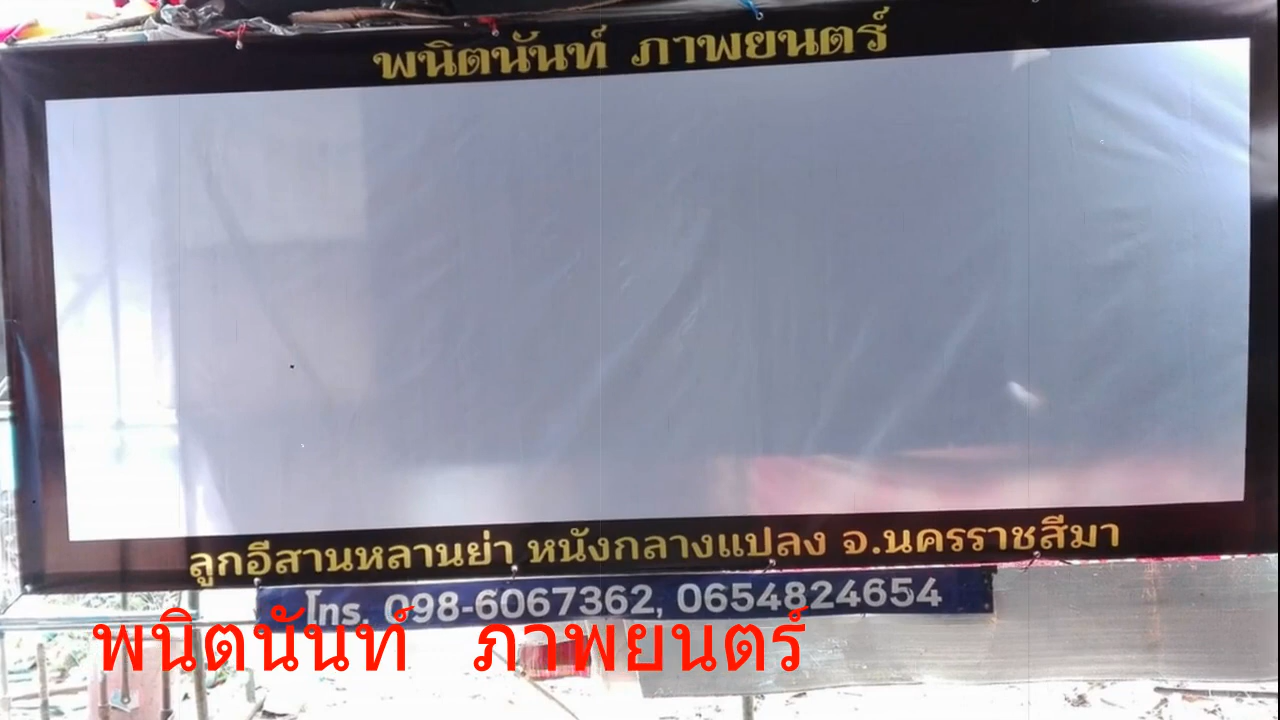 พนิตนันท์ ภาพยนตร์
ลูกอีสานหลานย่า หนังกลางแปลง จ.นครราชสีมา
โทร. 098-6067362, 0654824654
พนิตนันท์ ภาพยนตร์